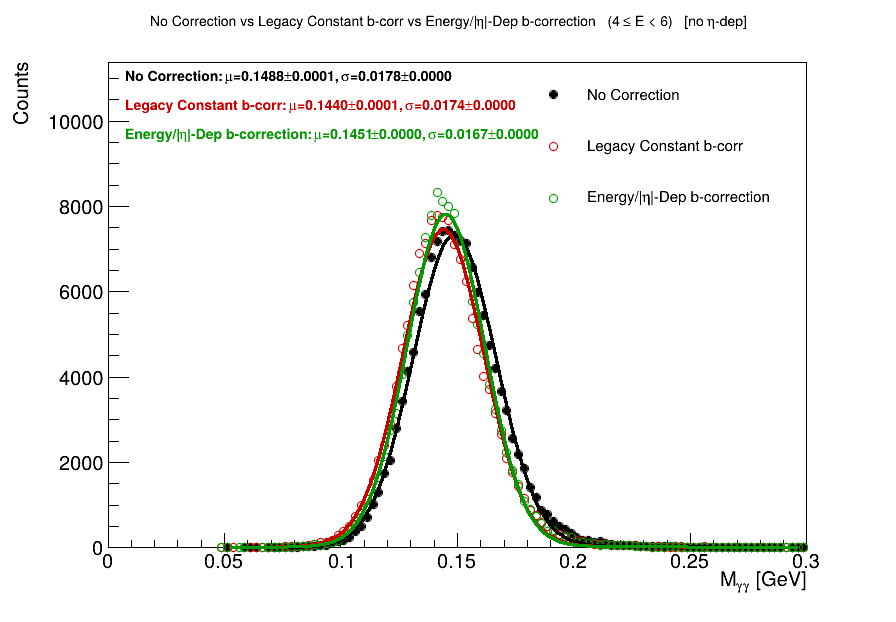 No Correction vs Legacy Constant b-corr vs Energy/|η|-Dep b-correction (4 ≤ E < 6) [no η-dep]
Counts
No Correction: μ=0.1488±0.0001, σ=0.0178±0.0000
Legacy Constant b-corr: μ=0.1440±0.0001, σ=0.0174±0.0000
Energy/|η|-Dep b-correction: μ=0.1451±0.0000, σ=0.0167±0.0000
No Correction
Legacy Constant b-corr
Energy/|η|-Dep b-correction
10000
8000
6000
4000
2000
0
0 0.05 0.1 0.15 0.2 0.25 0.3
Mγγ [GeV]